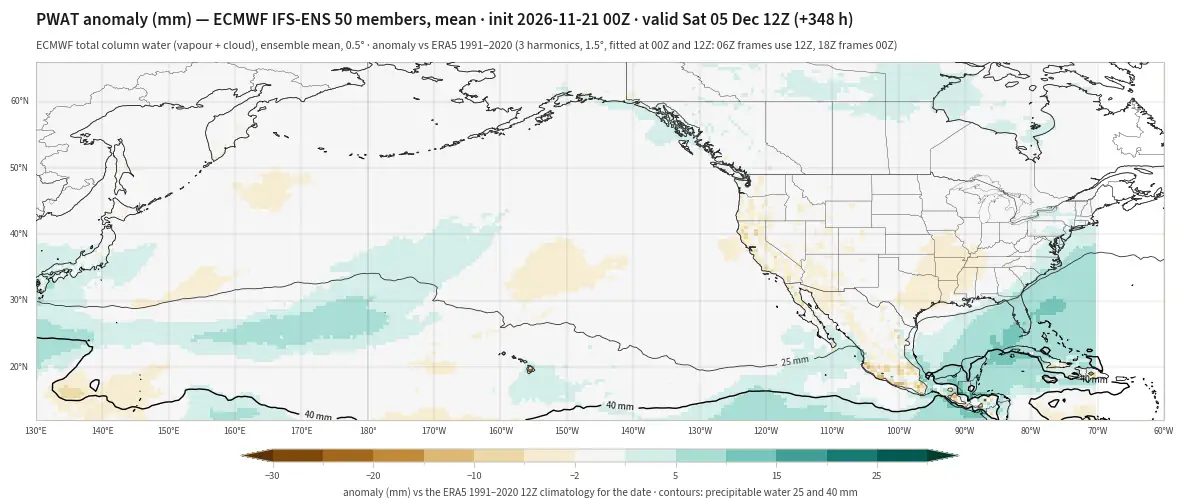 PWAT anomaly (mm) — ECMWF IFS-ENS 50 members, mean · init 2026-11-21 00Z · valid Sat 05 Dec 12Z (+348 h)
ECMWF total column water (vapour + cloud), ensemble mean, 0.5° · anomaly vs ERA5 1991–2020 (3 harmonics, 1.5°, fitted at 00Z and 12Z: 06Z frames use 12Z, 18Z frames 00Z)
60°N
50°N
40°N
30°N
20°N
25 mm
40 mm
40 mm
40 mm
130°E 140°E 150°E 160°E 170°E 180° 170°W 160°W 150°W 140°W 130°W 120°W 110°W 100°W 90°W 80°W 70°W 60°W
−30 −20 −10 −2 5 15 25
anomaly (mm) vs the ERA5 1991–2020 12Z climatology for the date · contours: precipitable water 25 and 40 mm